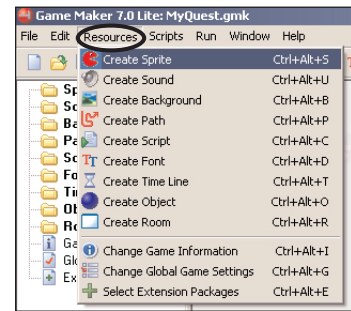 Game Maker 7.0 Lite: MyQuest.gmk
File Edit Resources Scripts Run Window Help
Create Sprite Ctrl+Alt+S
Create Sound Ctrl+Alt+U
Create Background Ctrl+Alt+B
Create Path Ctrl+Alt+P
Create Script Ctrl+Alt+C
Create Font Ctrl+Alt+D
Create Time Line Ctrl+Alt+T
Create Object Ctrl+Alt+O
Create Room Ctrl+Alt+R
Change Game Information Ctrl+Alt+I
Change Global Game Settings Ctrl+Alt+G
Select Extension Packages Ctrl+Alt+E